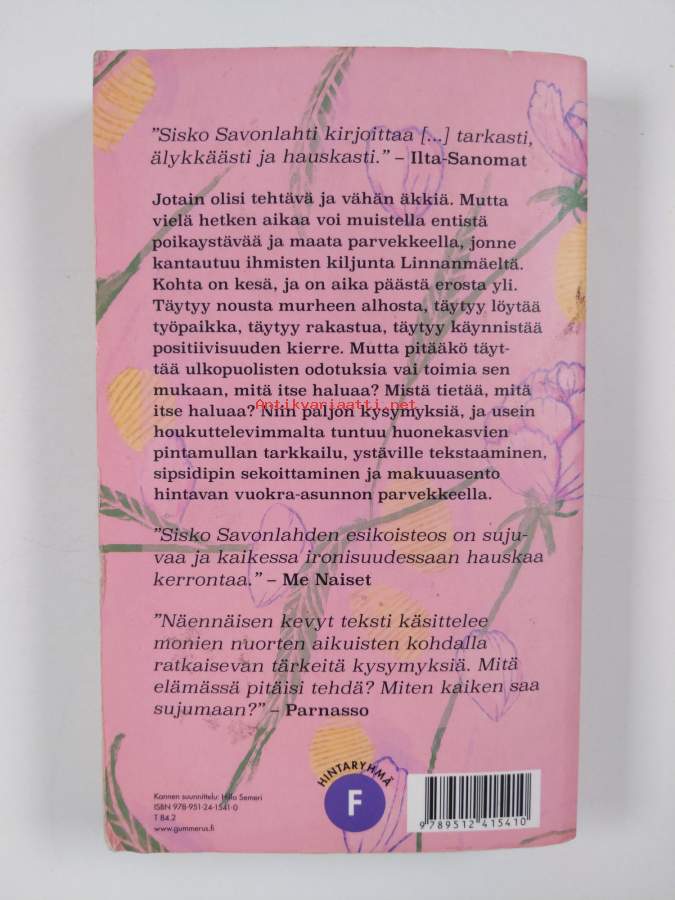 ”Sisko Savonlahti kirjoittaa [...] tarkasti,
älykkäästi ja hauskasti.” – Ilta-Sanomat
Jotain olisi tehtävä ja vähän äkkiä. Mutta
vielä hetken aikaa voi muistella entistä
poikaystävää ja maata parvekkeella, jonne
kantautuu ihmisten kiljunta Linnanmäeltä.
Kohta on kesä, ja on aika päästä erosta yli.
Täytyy nousta murheen alhosta, täytyy löytää
työpaikka, täytyy rakastua, täytyy käynnistää
positiivisuuden kierre. Mutta pitääkö täyt-
tää ulkopuolisten odotuksia vai toimia sen
mukaan, mitä itse haluaa? Mistä tietää, mitä
itse haluaa? Niin paljon kysymyksiä, ja usein
Antikvariaatti.net
houkuttelevimmalta tuntuu huonekasvien
pintamullan tarkkailu, ystäville tekstaaminen,
sipsidipin sekoittaminen ja makuuasento
hintavan vuokra-asunnon parvekkeella.
”Sisko Savonlahden esikoisteos on suju-
vaa ja kaikessa ironisuudessaan hauskaa
kerrontaa.” – Me Naiset
”Näennäisen kevyt teksti käsittelee
monien nuorten aikuisten kohdalla
ratkaisevan tärkeitä kysymyksiä. Mitä
elämässä pitäisi tehdä? Miten kaiken saa
sujumaan?” – Parnasso
Kannen suunnittelu: Hilla Semeri
ISBN 978-951-24-1541-0
T 84.2
www.gummerus.fi
HINTARYHMÄ
F
9 789512 415410